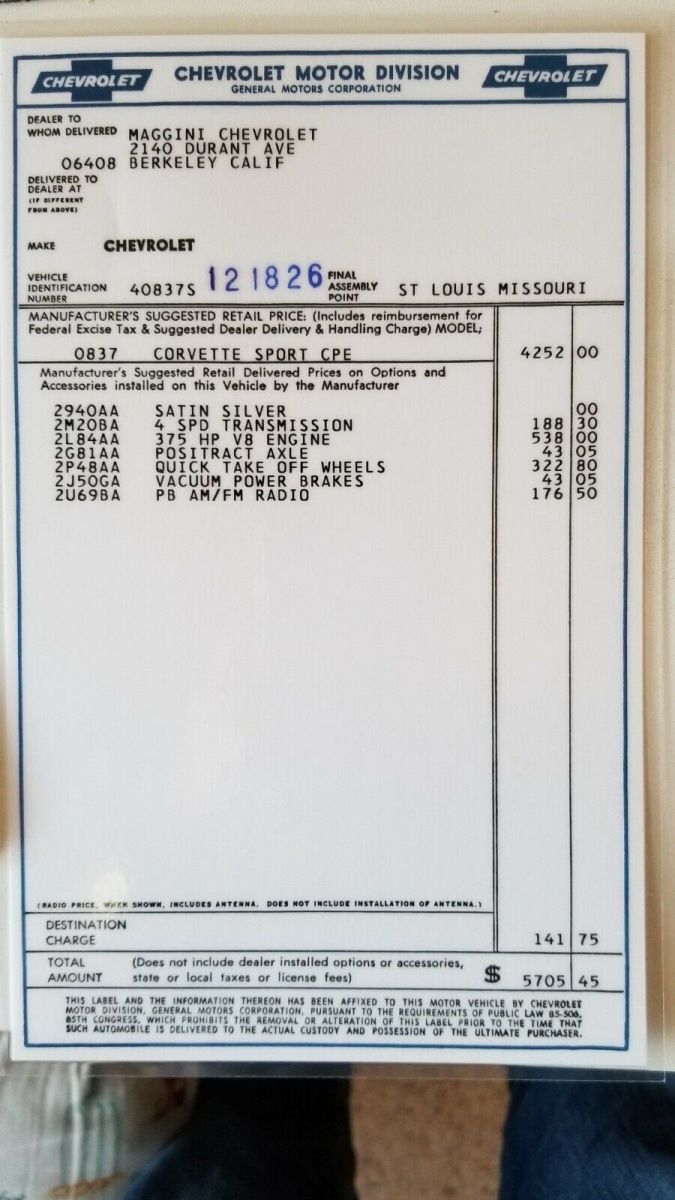 CHEVROLET
CHEVROLET MOTOR DIVISION
GENERAL MOTORS CORPORATION
CHEVROLET
DEALER TO
WHOM DELIVERED MAGGINI CHEVROLET
2140 DURANT AVE
06408 BERKELEY CALIF
DELIVERED TO
DEALER AT
(IF DIFFERENT
FROM ABOVE)
MAKE CHEVROLET
VEHICLE
IDENTIFICATION
NUMBER
40837S 121826
FINAL
ASSEMBLY
POINT
ST LOUIS MISSOURI
MANUFACTURER'S SUGGESTED RETAIL PRICE: (Includes reimbursement for
Federal Excise Tax & Suggested Dealer Delivery & Handling Charge) MODEL;
0837 CORVETTE SPORT CPE 4252 00
Manufacturer's Suggested Retail Delivered Prices on Options and
Accessories installed on this Vehicle by the Manufacturer
2940AA SATIN SILVER 00
2M20BA 4 SPD TRANSMISSION 188 30
2L84AA 375 HP V8 ENGINE 538 00
2G81AA POSITRACT AXLE 43 05
2P48AA QUICK TAKE OFF WHEELS 322 80
2J50GA VACUUM POWER BRAKES 43 05
2U69BA PB AM/FM RADIO 176 50
(RADIO PRICE, WHEN SHOWN, INCLUDES ANTENNA. DOES NOT INCLUDE INSTALLATION OF ANTENNA.)
DESTINATION
CHARGE 141 75
TOTAL (Does not include dealer installed options or accessories,
AMOUNT state or local taxes or license fees) $ 5705 45
THIS LABEL AND THE INFORMATION THEREON HAS BEEN AFFIXED TO THIS MOTOR VEHICLE BY CHEVROLET
MOTOR DIVISION, GENERAL MOTORS CORPORATION, PURSUANT TO THE REQUIREMENTS OF PUBLIC LAW 85-506,
85TH CONGRESS, WHICH PROHIBITS THE REMOVAL OR ALTERATION OF THIS LABEL PRIOR TO THE TIME THAT
SUCH AUTOMOBILE IS DELIVERED TO THE ACTUAL CUSTODY AND POSSESSION OF THE ULTIMATE PURCHASER.